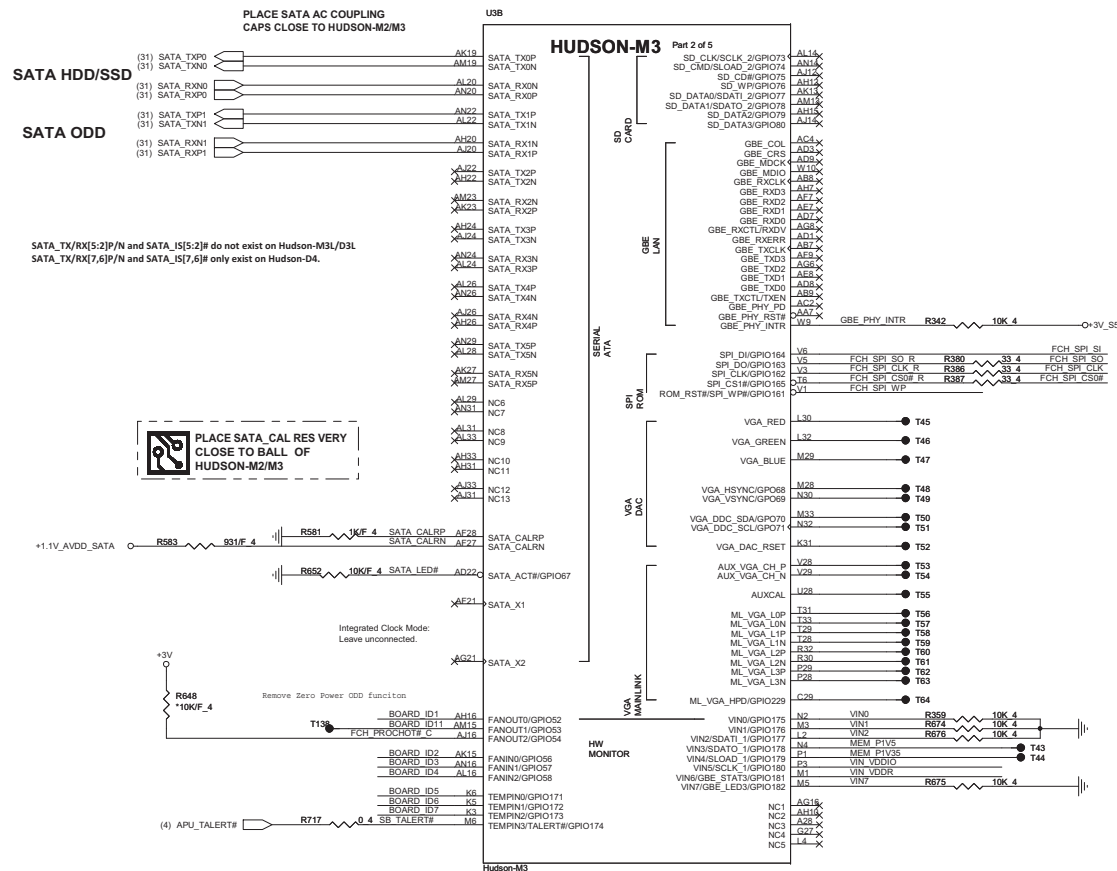 PLACE SATA AC COUPLING
CAPS CLOSE TO HUDSON-M2/M3
U3B
HUDSON-M3
Part 2 of 5
SATA HDD/SSD
SATA ODD
(31) SATA_TXP0
(31) SATA_TXN0
(31) SATA_RXN0
(31) SATA_RXP0
(31) SATA_TXP1
(31) SATA_TXN1
(31) SATA_RXN1
(31) SATA_RXP1
AK19 SATA_TX0P
AM19 SATA_TX0N
AL20 SATA_RX0N
AN20 SATA_RX0P
AN22 SATA_TX1P
AL22 SATA_TX1N
AH20 SATA_RX1N
AJ20 SATA_RX1P
AJ22 SATA_TX2P
AH22 SATA_TX2N
AM23 SATA_RX2N
AK23 SATA_RX2P
AH24 SATA_TX3P
AJ24 SATA_TX3N
AN24 SATA_RX3N
AL24 SATA_RX3P
AL26 SATA_TX4P
AN26 SATA_TX4N
AJ26 SATA_RX4N
AH26 SATA_RX4P
AN29 SATA_TX5P
AL28 SATA_TX5N
AK27 SATA_RX5N
AM27 SATA_RX5P
AL29 NC6
AN31 NC7
AL31 NC8
AL33 NC9
AH33 NC10
AH31 NC11
AJ33 NC12
AJ31 NC13
SATA_TX/RX[5:2]P/N and SATA_IS[5:2]# do not exist on Hudson-M3L/D3L
SATA_TX/RX[7,6]P/N and SATA_IS[7,6]# only exist on Hudson-D4.
PLACE SATA_CAL RES VERY
CLOSE TO BALL OF
HUDSON-M2/M3
R581 1K/F_4 SATA_CALRP AF28 SATA_CALRP
+1.1V_AVDD_SATA R583 931/F_4 SATA_CALRN AF27 SATA_CALRN
R652 10K/F_4 SATA_LED# AD22 SATA_ACT#/GPIO67
AF21 SATA_X1
Integrated Clock Mode:
Leave unconnected.
AG21 SATA_X2
+3V
R648
*10K/F_4
Remove Zero Power ODD funciton
BOARD_ID1 AH16 FANOUT0/GPIO52
T138 BOARD_ID11 AM15 FANOUT1/GPIO53
FCH_PROCHOT#_C AJ16 FANOUT2/GPIO54
BOARD_ID2 AK15 FANIN0/GPIO56
BOARD_ID3 AN16 FANIN1/GPIO57
BOARD_ID4 AL16 FANIN2/GPIO58
BOARD_ID5 K6 TEMPIN0/GPIO171
BOARD_ID6 K5 TEMPIN1/GPIO172
BOARD_ID7 K3 TEMPIN2/GPIO173
(4) APU_TALERT# R717 0_4 SB_TALERT# M6 TEMPIN3/TALERT#/GPIO174
SERIAL
ATA
HW
MONITOR
SD
CARD
GBE
LAN
SPI
ROM
VGA
DAC
VGA
MAINLINK
SD_CLK/SCLK_2/GPIO73 AL14
SD_CMD/SLOAD_2/GPIO74 AN14
SD_CD#/GPIO75 AJ12
SD_WP/GPIO76 AH12
SD_DATA0/SDATI_2/GPIO77 AK13
SD_DATA1/SDATO_2/GPIO78 AM13
SD_DATA2/GPIO79 AH15
SD_DATA3/GPIO80 AJ14
GBE_COL AC4
GBE_CRS AD3
GBE_MDCK AD9
GBE_MDIO W10
GBE_RXCLK AB8
GBE_RXD3 AH7
GBE_RXD2 AF7
GBE_RXD1 AE7
GBE_RXD0 AD7
GBE_RXCTL/RXDV AG8
GBE_RXERR AD1
GBE_TXCLK AB7
GBE_TXD3 AF9
GBE_TXD2 AG6
GBE_TXD1 AE8
GBE_TXD0 AD8
GBE_TXCTL/TXEN AB9
GBE_PHY_PD AC2
GBE_PHY_RST# AA7
GBE_PHY_INTR W9 GBE_PHY_INTR R342 10K_4 +3V_S5
SPI_DI/GPIO164 V6 FCH_SPI_SI
SPI_DO/GPIO163 V5 FCH_SPI_SO_R R380 33_4 FCH_SPI_SO
SPI_CLK/GPIO162 V3 FCH_SPI_CLK_R R386 33_4 FCH_SPI_CLK
SPI_CS1#/GPIO165 T6 FCH_SPI_CS0#_R R387 33_4 FCH_SPI_CS0#
ROM_RST#/SPI_WP#/GPIO161 V1 FCH_SPI_WP
VGA_RED L30 T45
VGA_GREEN L32 T46
VGA_BLUE M29 T47
VGA_HSYNC/GPO68 M28 T48
VGA_VSYNC/GPO69 N30 T49
VGA_DDC_SDA/GPO70 M33 T50
VGA_DDC_SCL/GPO71 N32 T51
VGA_DAC_RSET K31 T52
AUX_VGA_CH_P V28 T53
AUX_VGA_CH_N V29 T54
AUXCAL U28 T55
ML_VGA_L0P T31 T56
ML_VGA_L0N T33 T57
ML_VGA_L1P T29 T58
ML_VGA_L1N T28 T59
ML_VGA_L2P R32 T60
ML_VGA_L2N R30 T61
ML_VGA_L3P P29 T62
ML_VGA_L3N P28 T63
ML_VGA_HPD/GPIO229 C29 T64
VIN0/GPIO175 N2 VIN0 R359 10K_4
VIN1/GPIO176 M3 VIN1 R674 10K_4
VIN2/SDATI_1/GPIO177 L2 VIN2 R676 10K_4
VIN3/SDATO_1/GPIO178 N4 MEM_P1V5 T43
VIN4/SLOAD_1/GPIO179 P1 MEM_P1V35 T44
VIN5/SCLK_1/GPIO180 P3 VIN_VDDIO
VIN6/GBE_STAT3/GPIO181 M1 VIN_VDDR
VIN7/GBE_LED3/GPIO182 M5 VIN7 R675 10K_4
NC1 AG16
NC2 AH10
NC3 A28
NC4 G27
NC5 L4
Hudson-M3